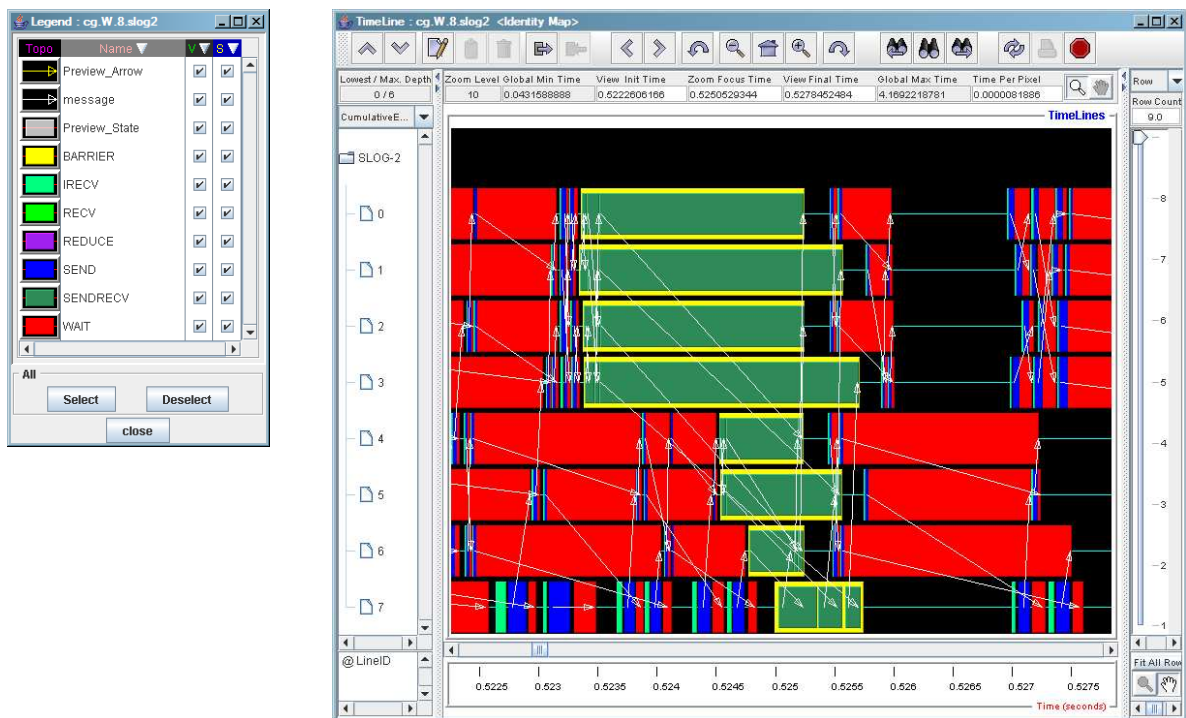 Legend : cg.W.8.slog2
Topo Name V S
Preview_Arrow
message
Preview_State
BARRIER
IRECV
RECV
REDUCE
SEND
SENDRECV
WAIT
All
Select Deselect
close
TimeLine : cg.W.8.slog2 <Identity Map>
Lowest / Max. Depth Zoom Level Global Min Time View Init Time Zoom Focus Time View Final Time Global Max Time Time Per Pixel
0 / 6 10 0.0431588888 0.5222606166 0.5250529344 0.5278452484 4.1692218781 0.0000081886
Row
Row Count
9.0
CumulativeE...
TimeLines
SLOG-2
0
1
2
3
4
5
6
7
8
7
6
5
4
3
2
1
@ LineID
Fit All Row
0.5225 0.523 0.5235 0.524 0.5245 0.525 0.5255 0.526 0.5265 0.527 0.5275
Time (seconds)